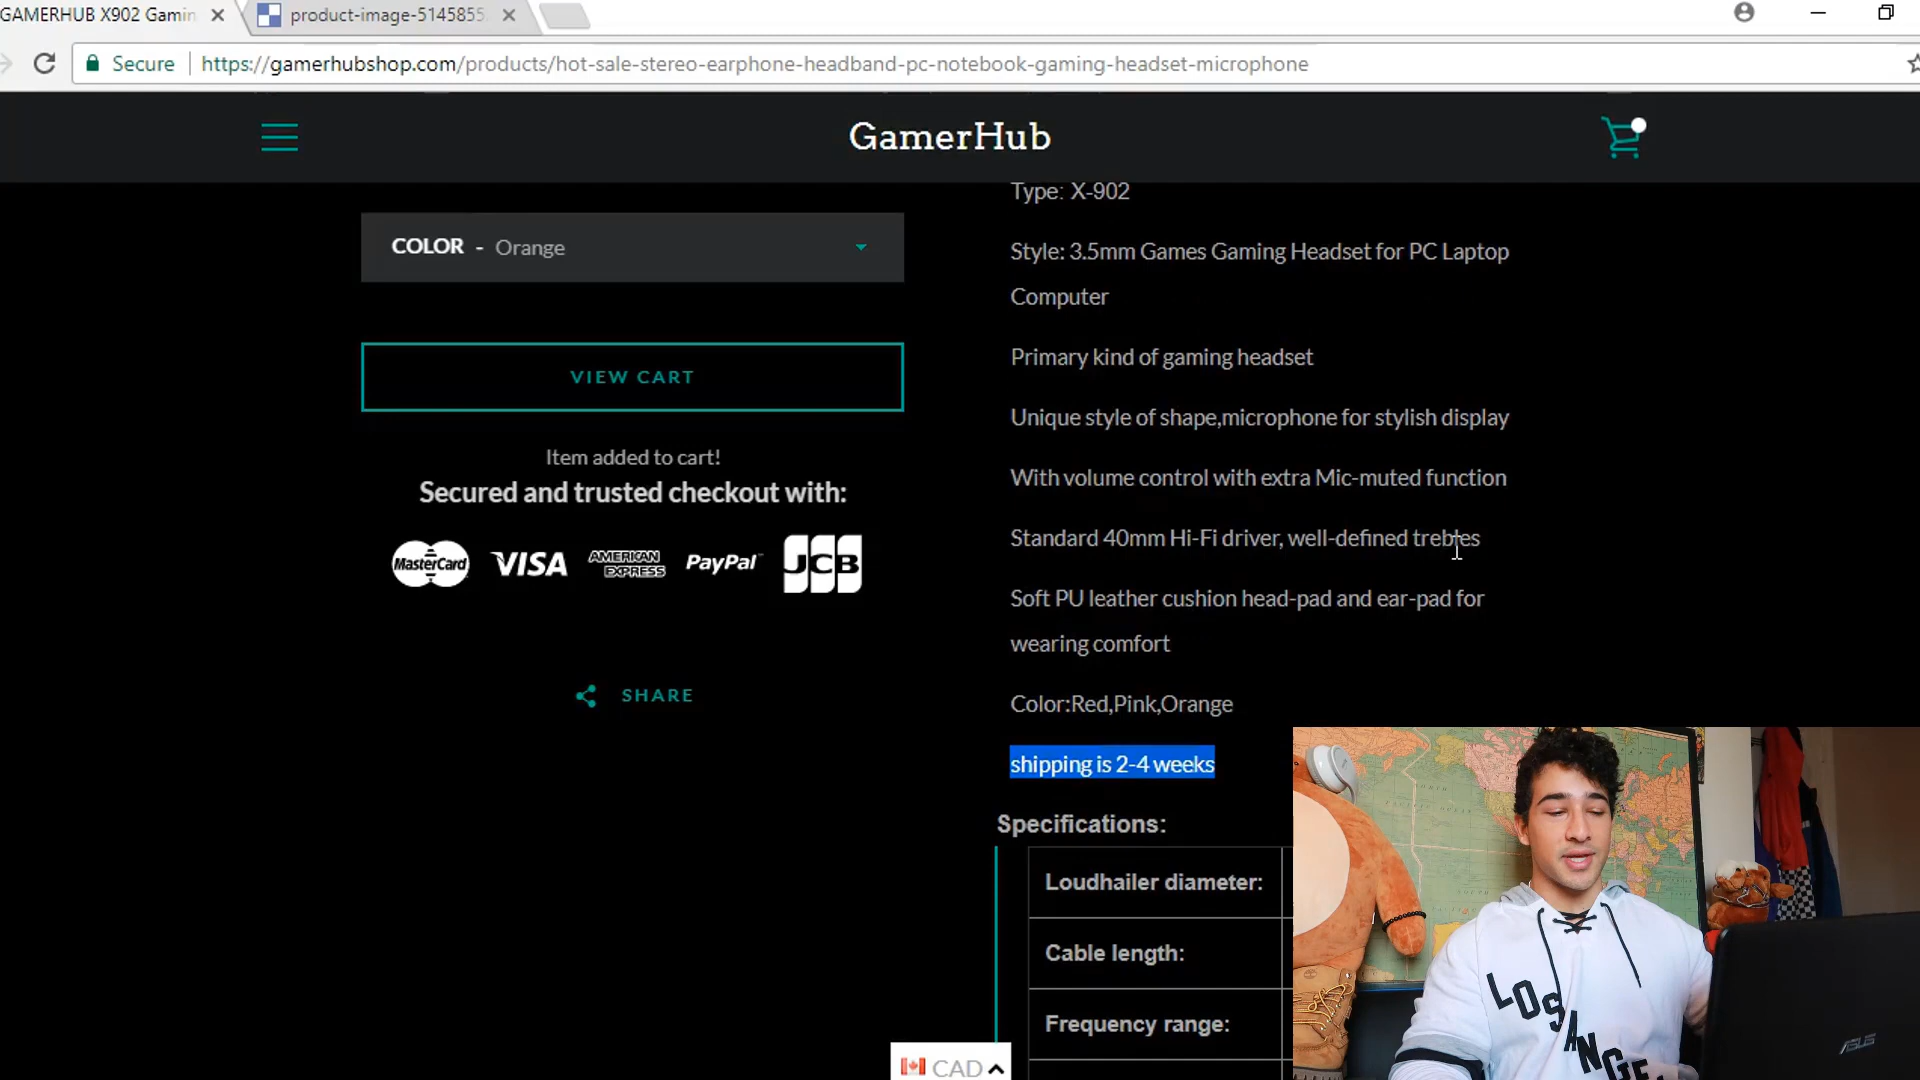 GAMERHUB X902 Gamin
product-image-5145855
Secure
https://gamerhubshop.com/products/hot-sale-stereo-earphone-headband-pc-notebook-gaming-headset-microphone
GamerHub
COLOR - Orange
VIEW CART
Item added to cart!
Secured and trusted checkout with:
MasterCard VISA AMERICAN EXPRESS PayPal JCB
SHARE
Type: X-902
Style: 3.5mm Games Gaming Headset for PC Laptop
Computer
Primary kind of gaming headset
Unique style of shape,microphone for stylish display
With volume control with extra Mic-muted function
Standard 40mm Hi-Fi driver, well-defined trebles
Soft PU leather cushion head-pad and ear-pad for
wearing comfort
Color:Red,Pink,Orange
shipping is 2-4 weeks
Specifications:
Loudhailer diameter:
Cable length:
Frequency range:
CAD
LOS
ANGE
ASUS